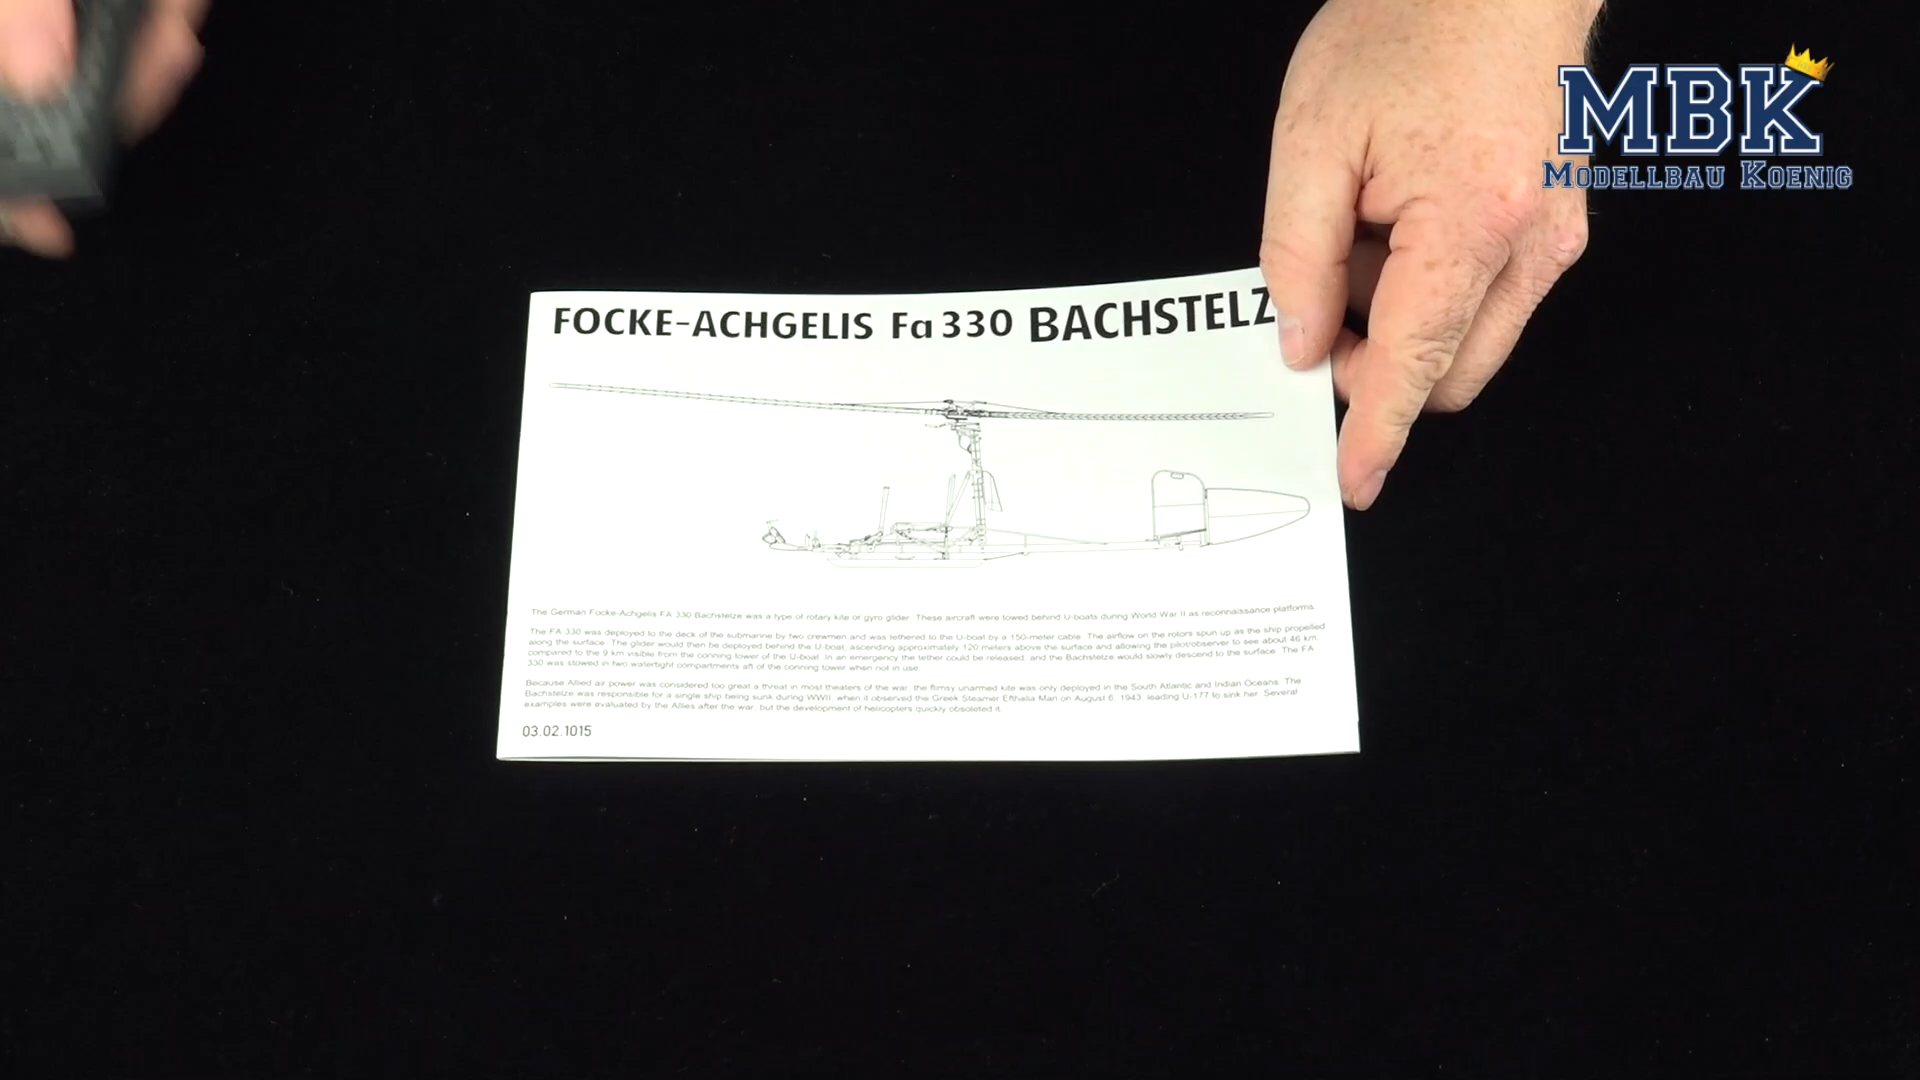 MBK
MODELLBAU KOENIG
FOCKE-ACHGELIS Fa 330 BACHSTELZ
The German Focke-Achgelis FA 330 Bachstelze was a type of rotary kite or gyro glider. These aircraft were towed behind U-boats during World War II as reconnaissance platforms.
The FA 330 was deployed to the deck of the submarine by two crewmen and was tethered to the U-boat by a 150-meter cable. The airflow on the rotors spun up as the ship propelled
along the surface. The glider would then be deployed behind the U-boat, ascending approximately 120 meters above the surface and allowing the pilot/observer to see about 46 km,
compared to the 9 km visible from the conning tower of the U-boat. In an emergency the tether could be released, and the Bachstelze would slowly descend to the surface. The FA
330 was stowed in two watertight compartments aft of the conning tower when not in use.
Because Allied air power was considered too great a threat in most theaters of the war, the flimsy unarmed kite was only deployed in the South Atlantic and Indian Oceans. The
Bachstelze was responsible for a single ship being sunk during WWII, when it observed the Greek Steamer Efthalia Mari on August 6, 1943, leading U-177 to sink her. Several
examples were evaluated by the Allies after the war, but the development of helicopters quickly obsoleted it.
03.02.1015